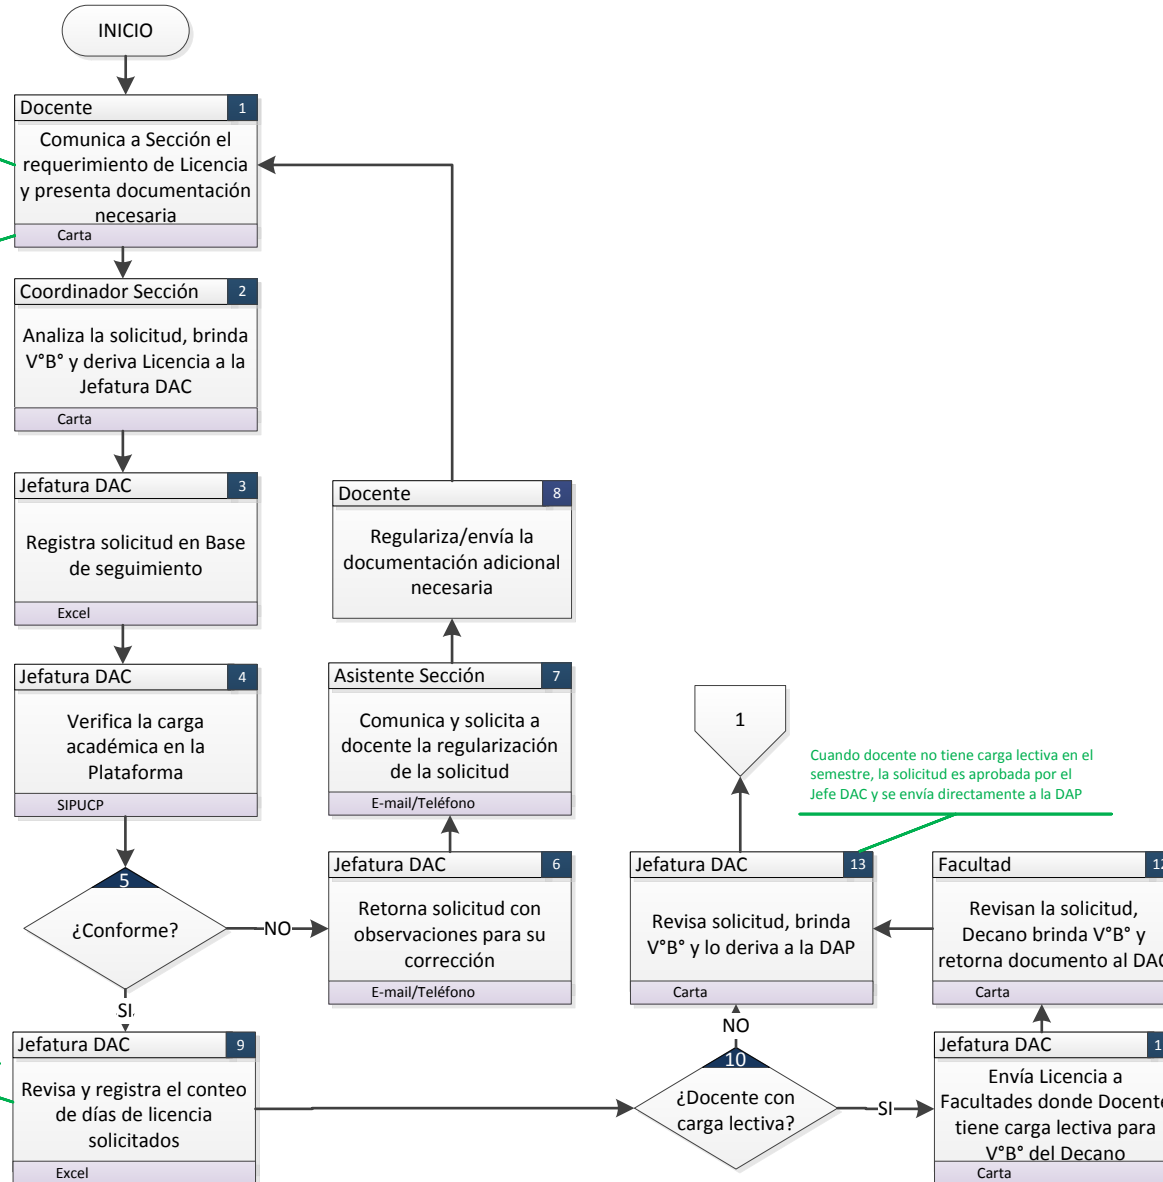 INICIO
Docente 1
Comunica a Sección el
requerimiento de Licencia
y presenta documentación
necesaria
Carta
Coordinador Sección 2
Analiza la solicitud, brinda
V°B° y deriva Licencia a la
Jefatura DAC
Carta
Jefatura DAC 3
Registra solicitud en Base
de seguimiento
Excel
Jefatura DAC 4
Verifica la carga
académica en la
Plataforma
SIPUCP
5
¿Conforme?
NO
SI
Jefatura DAC 6
Retorna solicitud con
observaciones para su
corrección
E-mail/Teléfono
Asistente Sección 7
Comunica y solicita a
docente la regularización
de la solicitud
E-mail/Teléfono
Docente 8
Regulariza/envía la
documentación adicional
necesaria
Jefatura DAC 9
Revisa y registra el conteo
de días de licencia
solicitados
Excel
10
¿Docente con
carga lectiva?
NO
SI
Jefatura DAC
Envía Licencia a
Facultades donde Docente
tiene carga lectiva para
V°B° del Decano
Carta
Facultad 12
Revisan la solicitud,
Decano brinda V°B° y
retorna documento al DAC
Carta
Jefatura DAC 13
Revisa solicitud, brinda
V°B° y lo deriva a la DAP
Carta
Cuando docente no tiene carga lectiva en el
semestre, la solicitud es aprobada por el
Jefe DAC y se envía directamente a la DAP
1